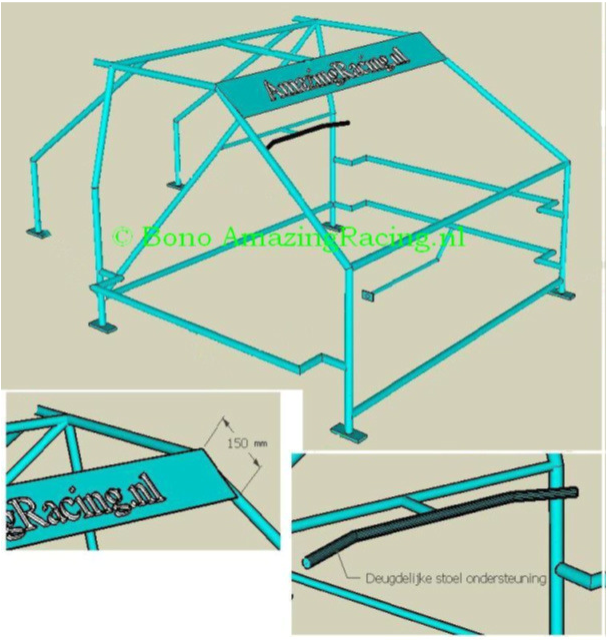 AmazingRacing.nl
© Bono AmazingRacing.nl
150 mm
gRacing.nl
Deugdelijke stoel ondersteuning